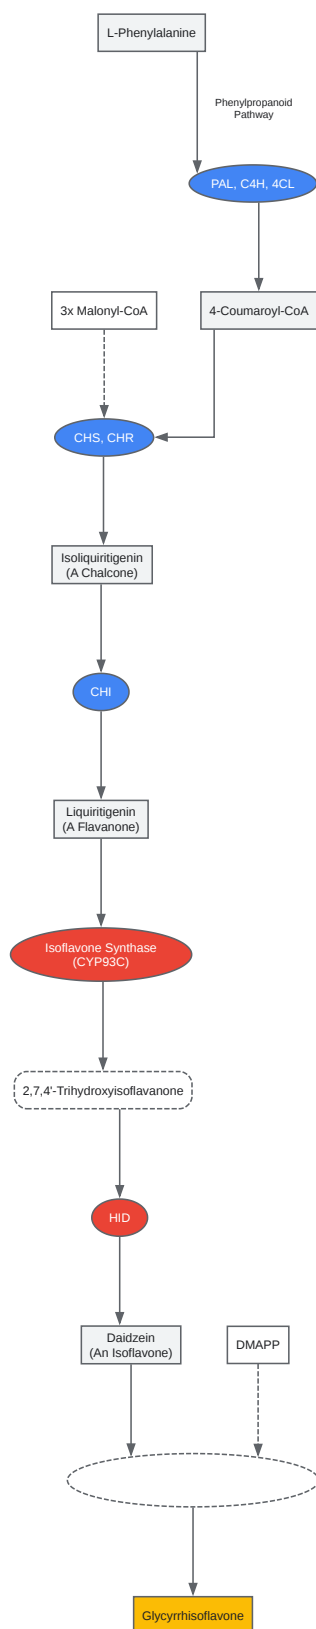 L-Phenylalanine
Phenylpropanoid
Pathway
PAL, C4H, 4CL
3x Malonyl-CoA
4-Coumaroyl-CoA
CHS, CHR
Isoliquiritigenin
(A Chalcone)
CHI
Liquiritigenin
(A Flavanone)
Isoflavone Synthase
(CYP93C)
2,7,4'-Trihydroxyisoflavanone
HID
Daidzein
(An Isoflavone)
DMAPP
Glycyrrhisoflavone